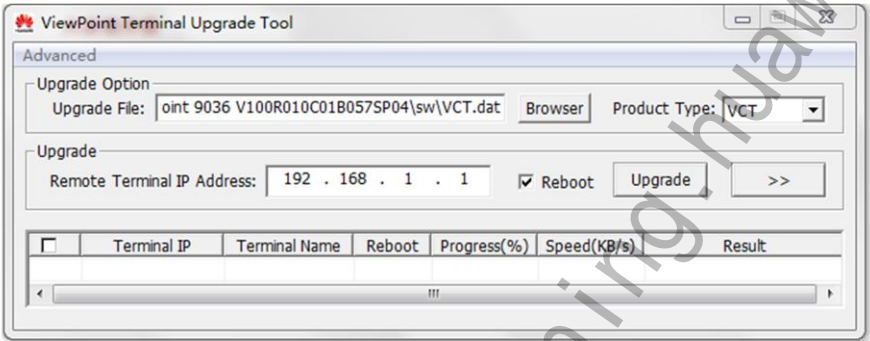 ViewPoint Terminal Upgrade Tool
Advanced
Upgrade Option
Upgrade File: oint 9036 V100R010C01B057SP04\sw\VCT.dat Browser Product Type: VCT
Upgrade
Remote Terminal IP Address: 192 . 168 . 1 . 1 Reboot Upgrade >>
Terminal IP Terminal Name Reboot Progress(%) Speed(KB/s) Result
ning.huaw